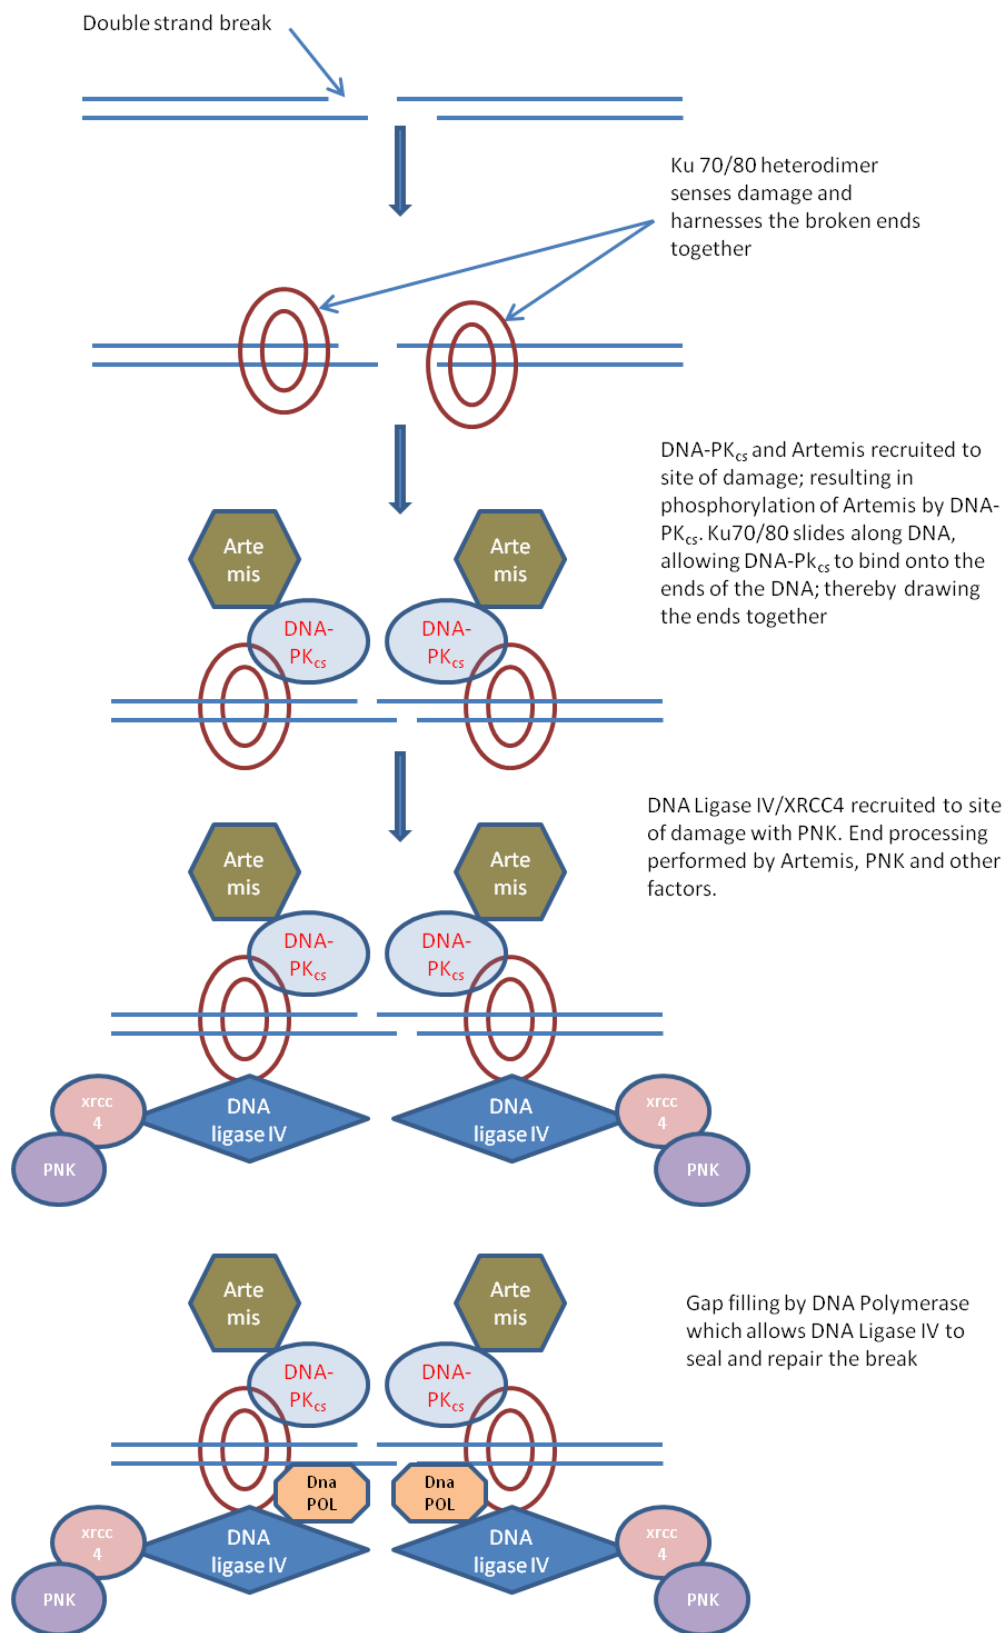 Double strand break
Ku 70/80 heterodimer
senses damage and
harnesses the broken ends
together
DNA-PKcs and Artemis recruited to
site of damage; resulting in
phosphorylation of Artemis by DNA-
PKcs. Ku70/80 slides along DNA,
allowing DNA-Pkcs to bind onto the
ends of the DNA; thereby drawing
the ends together
Arte
mis
Arte
mis
DNA-
PKcs
DNA-
PKcs
DNA Ligase IV/XRCC4 recruited to site
of damage with PNK. End processing
performed by Artemis, PNK and other
factors.
Arte
mis
Arte
mis
DNA-
PKcs
DNA-
PKcs
xrcc
4
PNK
DNA
ligase IV
DNA
ligase IV
xrcc
4
PNK
Arte
mis
Arte
mis
Gap filling by DNA Polymerase
which allows DNA Ligase IV to
seal and repair the break
DNA-
PKcs
DNA-
PKcs
Dna
POL
Dna
POL
xrcc
4
PNK
DNA
ligase IV
DNA
ligase IV
xrcc
4
PNK